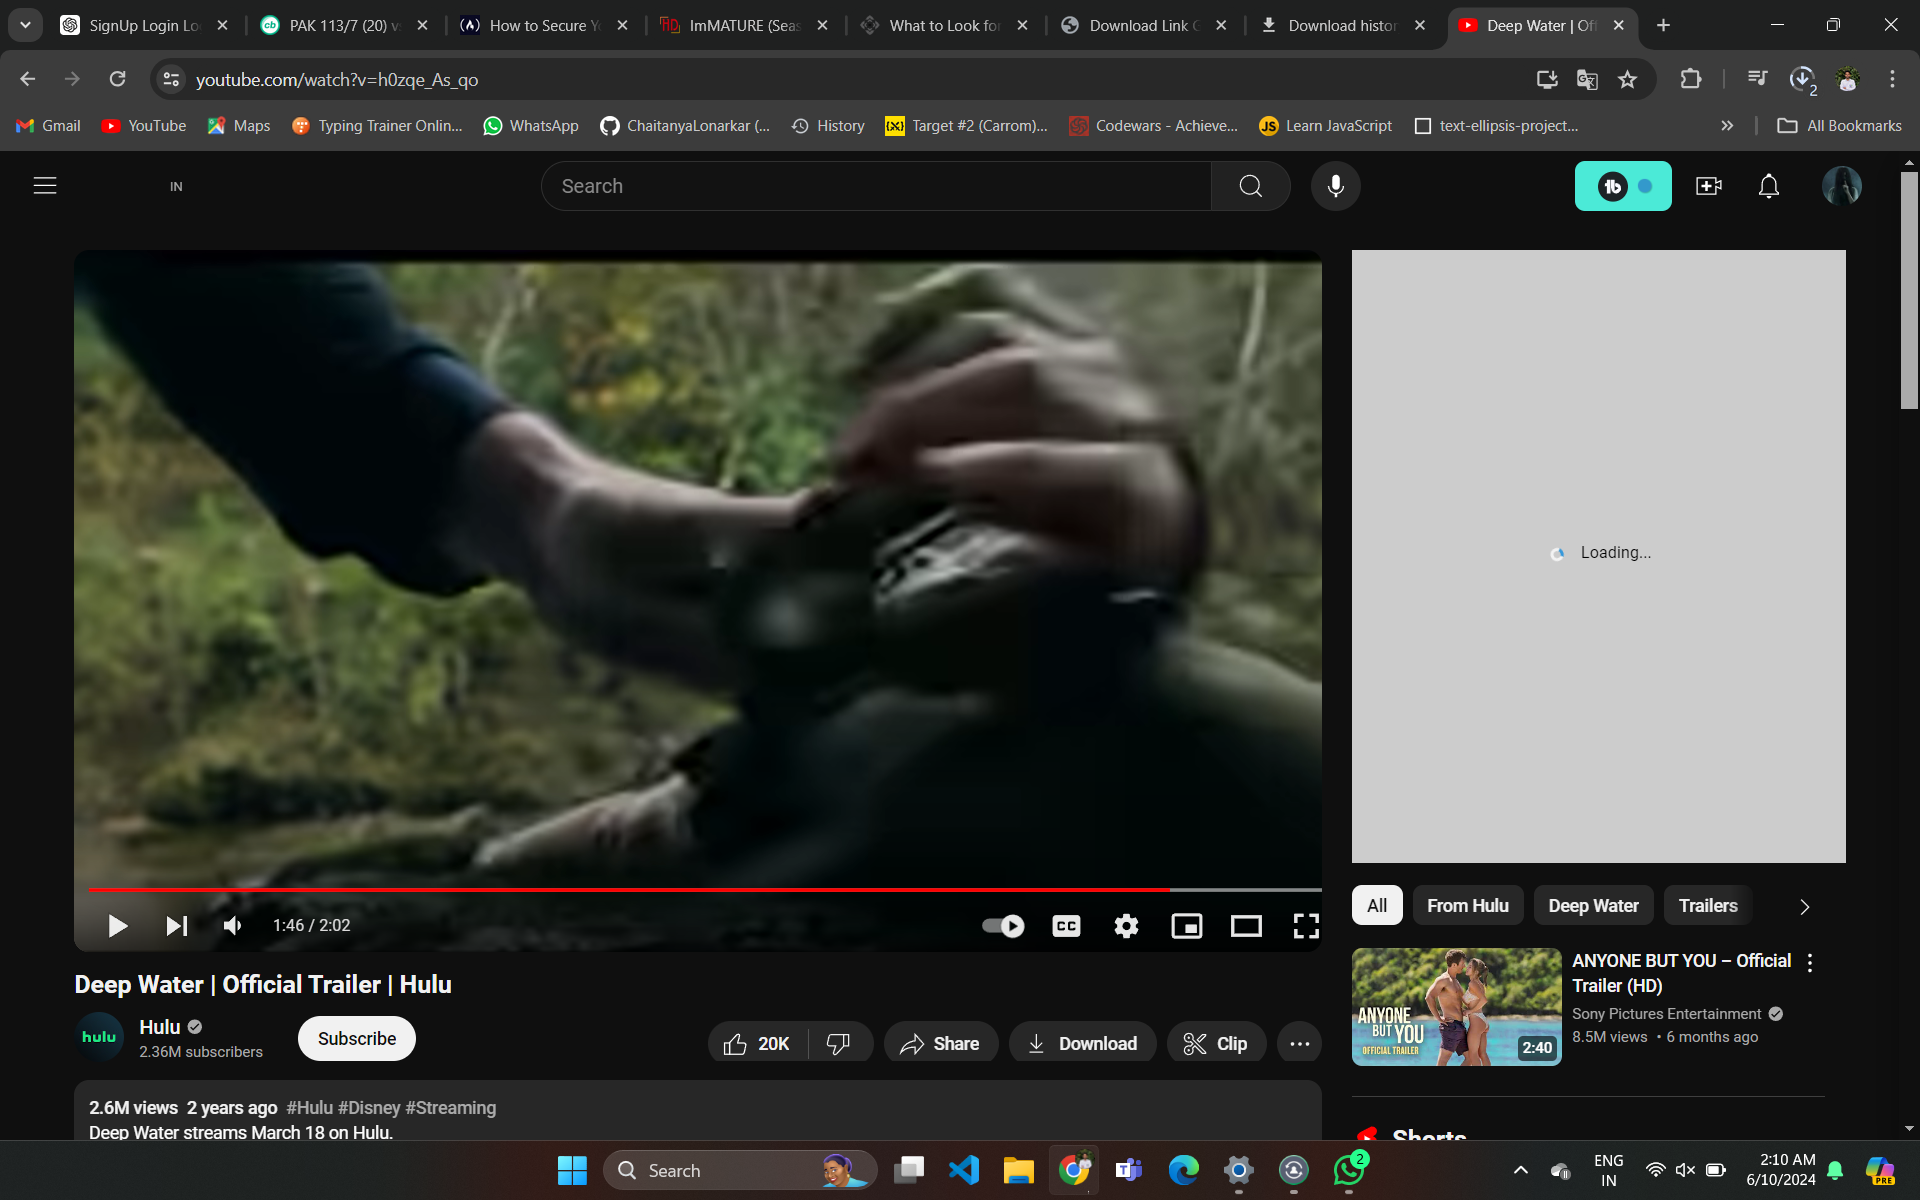 SignUp Login Lo
PAK 113/7 (20) v
How to Secure Y
ImMATURE (Seas
What to Look for
Download Link G
Download histor
Deep Water | Off
youtube.com/watch?v=h0zqe_As_qo
2
Gmail
YouTube
Maps
Typing Trainer Onlin...
WhatsApp
ChaitanyaLonarkar (...
History
Target #2 (Carrom)...
Codewars - Achieve...
JS
Learn JavaScript
text-ellipsis-project...
All Bookmarks
IN
Search
Loading...
1:46 / 2:02
CC
Deep Water | Official Trailer | Hulu
hulu
Hulu
2.36M subscribers
Subscribe
20K
Share
Download
Clip
2.6M views 2 years ago #Hulu #Disney #Streaming
Deep Water streams March 18 on Hulu.
All
From Hulu
Deep Water
Trailers
ANYONE
BUT YOU
OFFICIAL TRAILER
2:40
ANYONE BUT YOU – Official
Trailer (HD)
Sony Pictures Entertainment
8.5M views • 6 months ago
Shorts
Search
2
ENG
IN
2:10 AM
6/10/2024
PRE